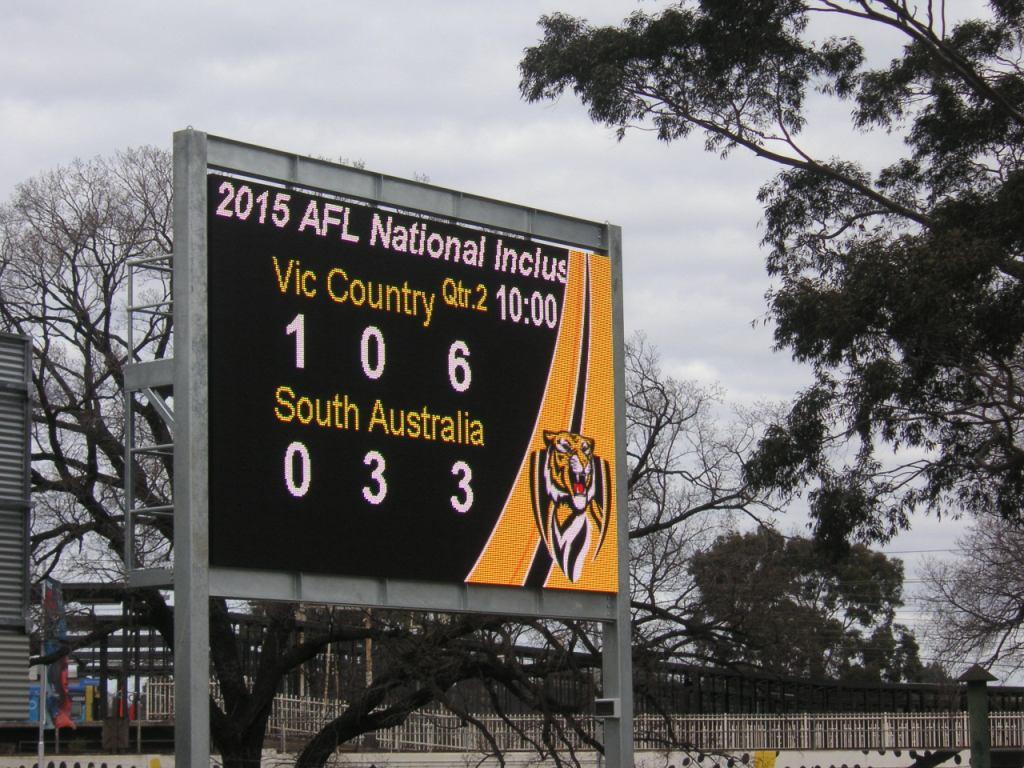 2015 AFL National Inclus
Vic Country Qtr.2 10:00
1 0 6
South Australia
0 3 3